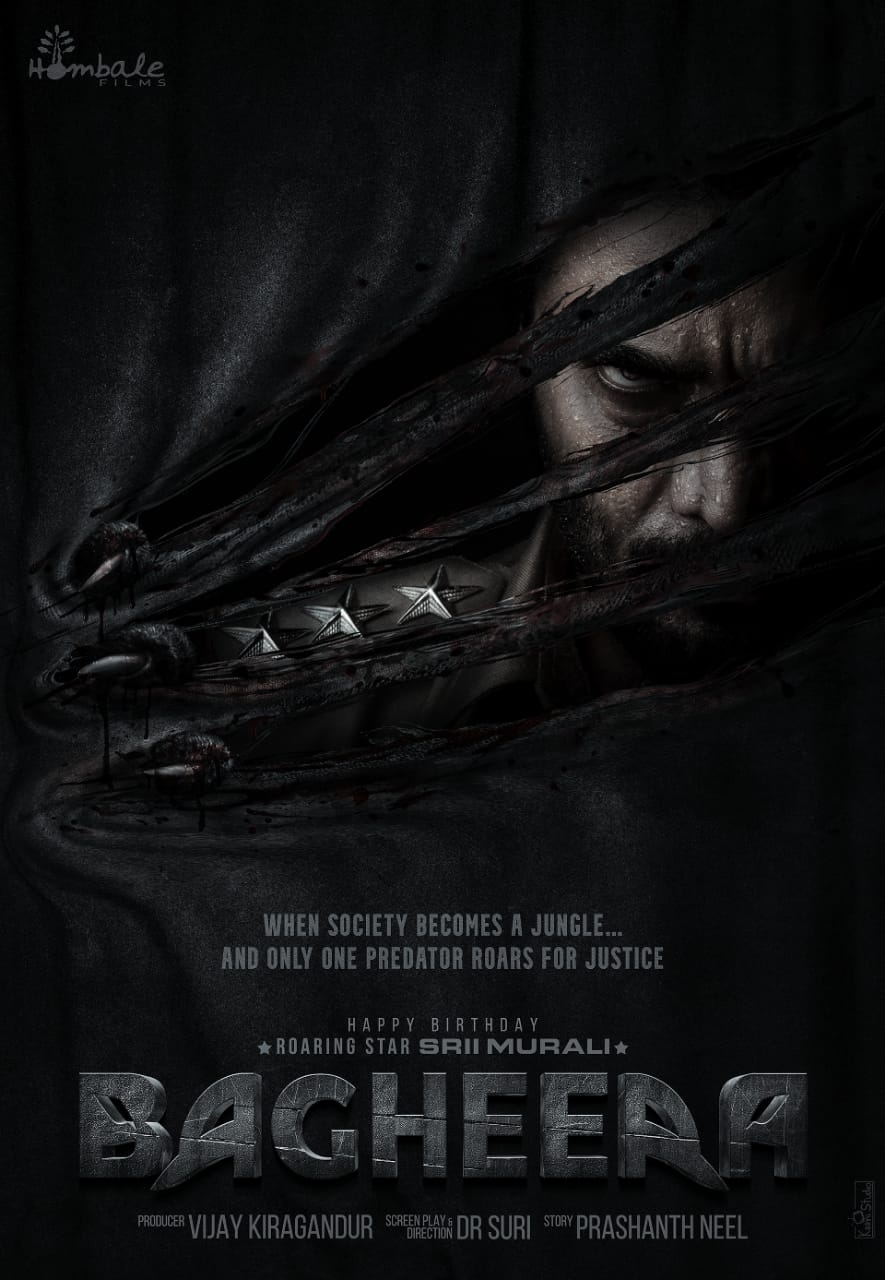 Hombale
FILMS
WHEN SOCIETY BECOMES A JUNGLE...
AND ONLY ONE PREDATOR ROARS FOR JUSTICE
HAPPY BIRTHDAY
★ROARING STAR SRII MURALI★
BAGHEERA
PRODUCER VIJAY KIRAGANDUR SCREEN PLAY & DIRECTION DR SURI STORY PRASHANTH NEEL